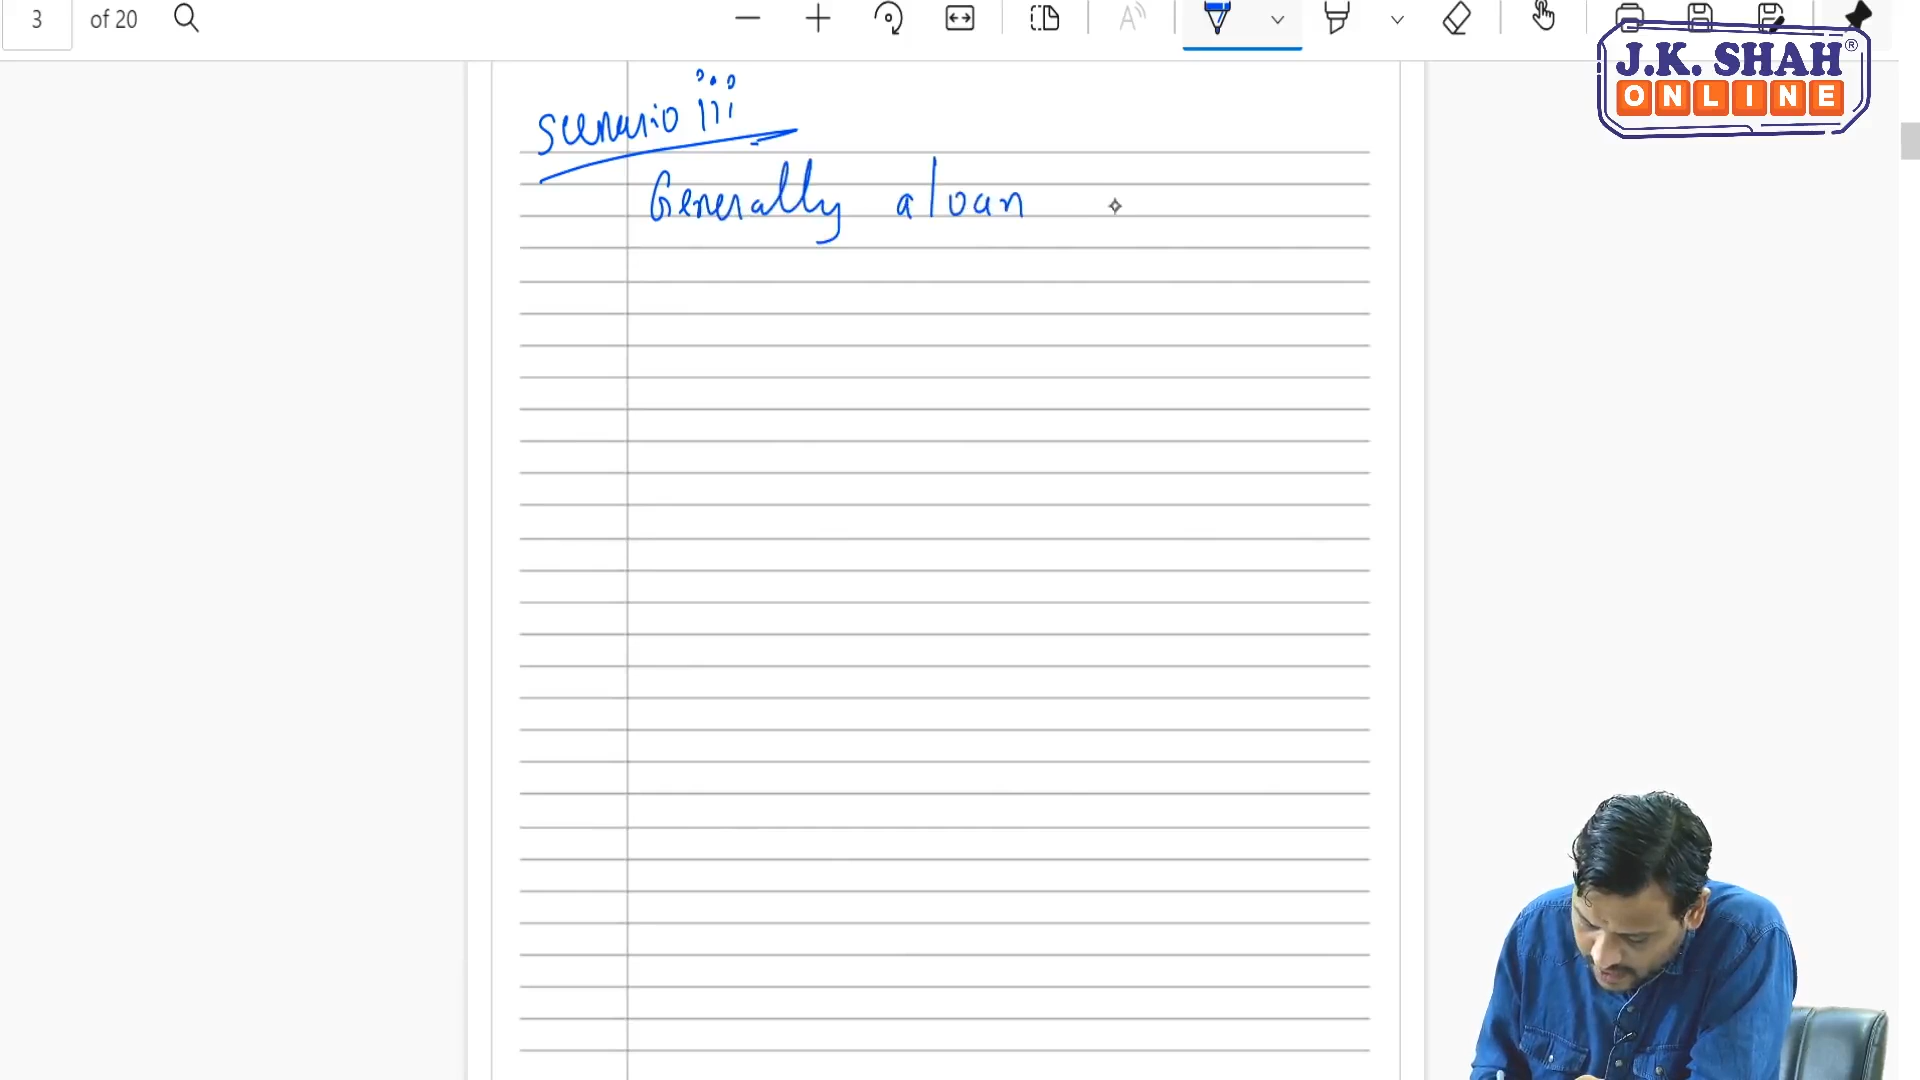 3 of 20
J.K. SHAH ®
ONLINE
Scenario iii
Generally a loan